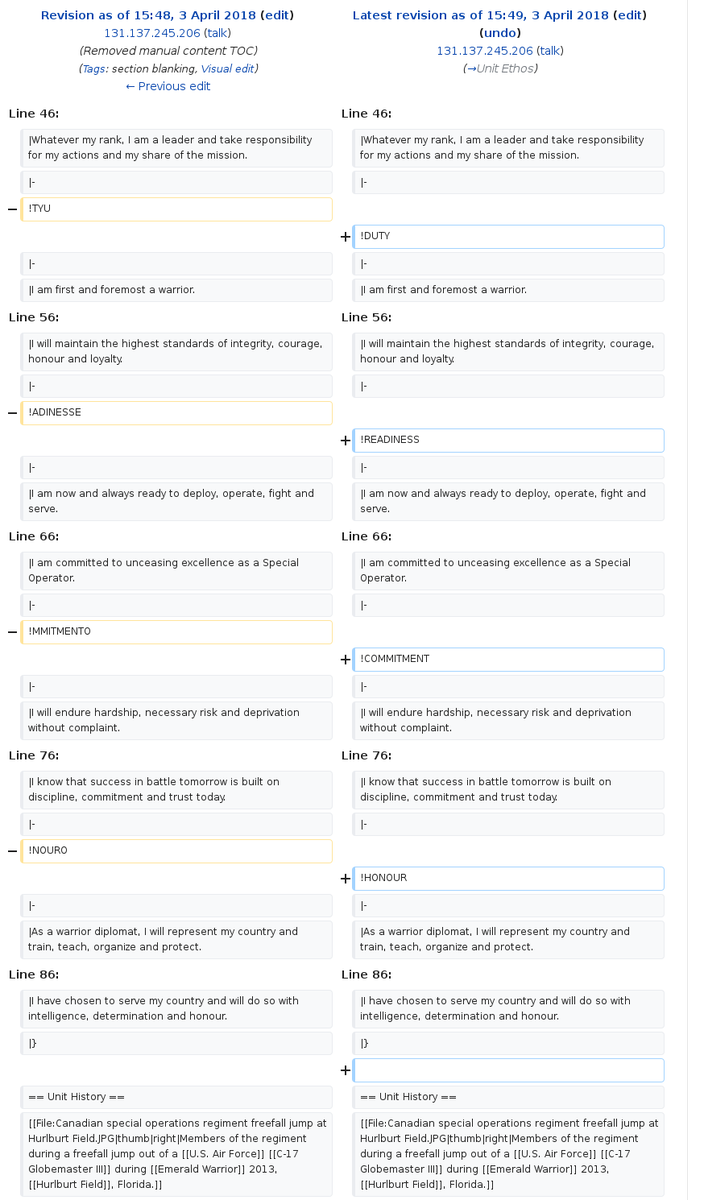 Revision as of 15:48, 3 April 2018 (edit)
131.137.245.206 (talk)
(Removed manual content TOC)
(Tags: section blanking, Visual edit)
← Previous edit
Latest revision as of 15:49, 3 April 2018 (edit)
(undo)
131.137.245.206 (talk)
(→Unit Ethos)
Line 46:
Line 46:
|Whatever my rank, I am a leader and take responsibility
for my actions and my share of the mission.
|Whatever my rank, I am a leader and take responsibility
for my actions and my share of the mission.
|-
|-
− !TYU
+ !DUTY
|-
|-
|I am first and foremost a warrior.
|I am first and foremost a warrior.
Line 56:
Line 56:
|I will maintain the highest standards of integrity, courage,
honour and loyalty.
|I will maintain the highest standards of integrity, courage,
honour and loyalty.
|-
|-
− !ADINESSE
+ !READINESS
|-
|-
|I am now and always ready to deploy, operate, fight and
serve.
|I am now and always ready to deploy, operate, fight and
serve.
Line 66:
Line 66:
|I am committed to unceasing excellence as a Special
Operator.
|I am committed to unceasing excellence as a Special
Operator.
|-
|-
− !MMITMENTO
+ !COMMITMENT
|-
|-
|I will endure hardship, necessary risk and deprivation
without complaint.
|I will endure hardship, necessary risk and deprivation
without complaint.
Line 76:
Line 76:
|I know that success in battle tomorrow is built on
discipline, commitment and trust today.
|I know that success in battle tomorrow is built on
discipline, commitment and trust today.
|-
|-
− !NOURO
+ !HONOUR
|-
|-
|As a warrior diplomat, I will represent my country and
train, teach, organize and protect.
|As a warrior diplomat, I will represent my country and
train, teach, organize and protect.
Line 86:
Line 86:
|I have chosen to serve my country and will do so with
intelligence, determination and honour.
|I have chosen to serve my country and will do so with
intelligence, determination and honour.
|}
|}
+
== Unit History ==
== Unit History ==
[[File:Canadian special operations regiment freefall jump at
Hurlburt Field.JPG|thumb|right|Members of the regiment
during a freefall jump out of a [[U.S. Air Force]] [[C-17
Globemaster III]] during [[Emerald Warrior]] 2013,
[[Hurlburt Field]], Florida.]]
[[File:Canadian special operations regiment freefall jump at
Hurlburt Field.JPG|thumb|right|Members of the regiment
during a freefall jump out of a [[U.S. Air Force]] [[C-17
Globemaster III]] during [[Emerald Warrior]] 2013,
[[Hurlburt Field]], Florida.]]